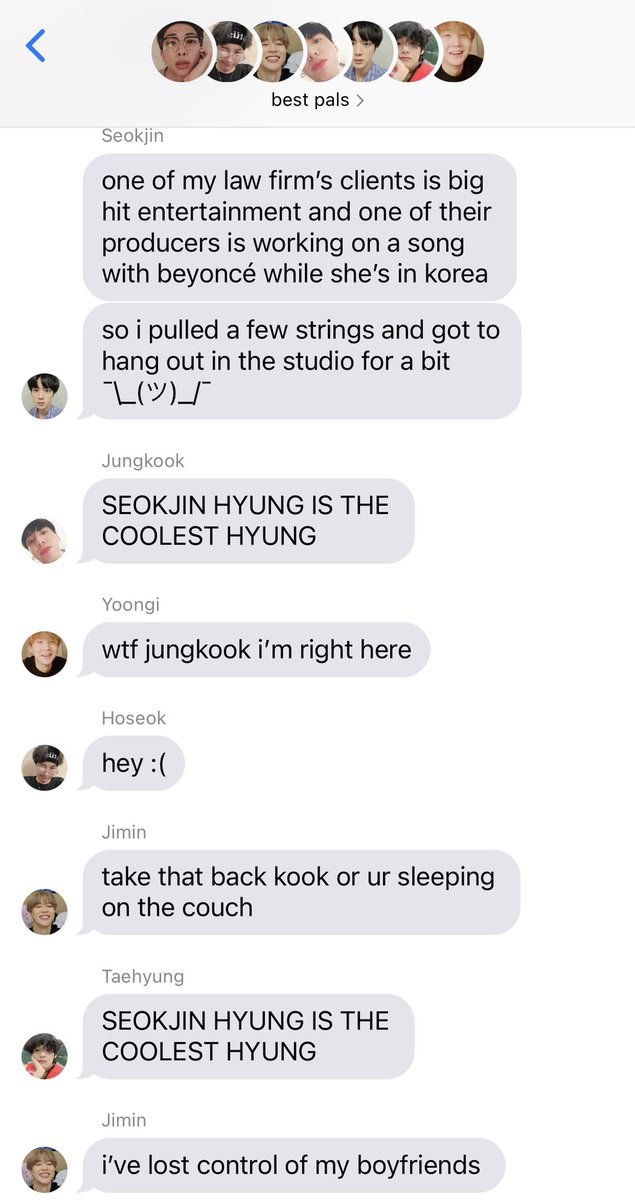 best pals
Seokjin
one of my law firm’s clients is big
hit entertainment and one of their
producers is working on a song
with beyoncé while she’s in korea
so i pulled a few strings and got to
hang out in the studio for a bit
¯\_(ツ)_/¯
Jungkook
SEOKJIN HYUNG IS THE
COOLEST HYUNG
Yoongi
wtf jungkook i’m right here
Hoseok
hey :(
Jimin
take that back kook or ur sleeping
on the couch
Taehyung
SEOKJIN HYUNG IS THE
COOLEST HYUNG
Jimin
i’ve lost control of my boyfriends